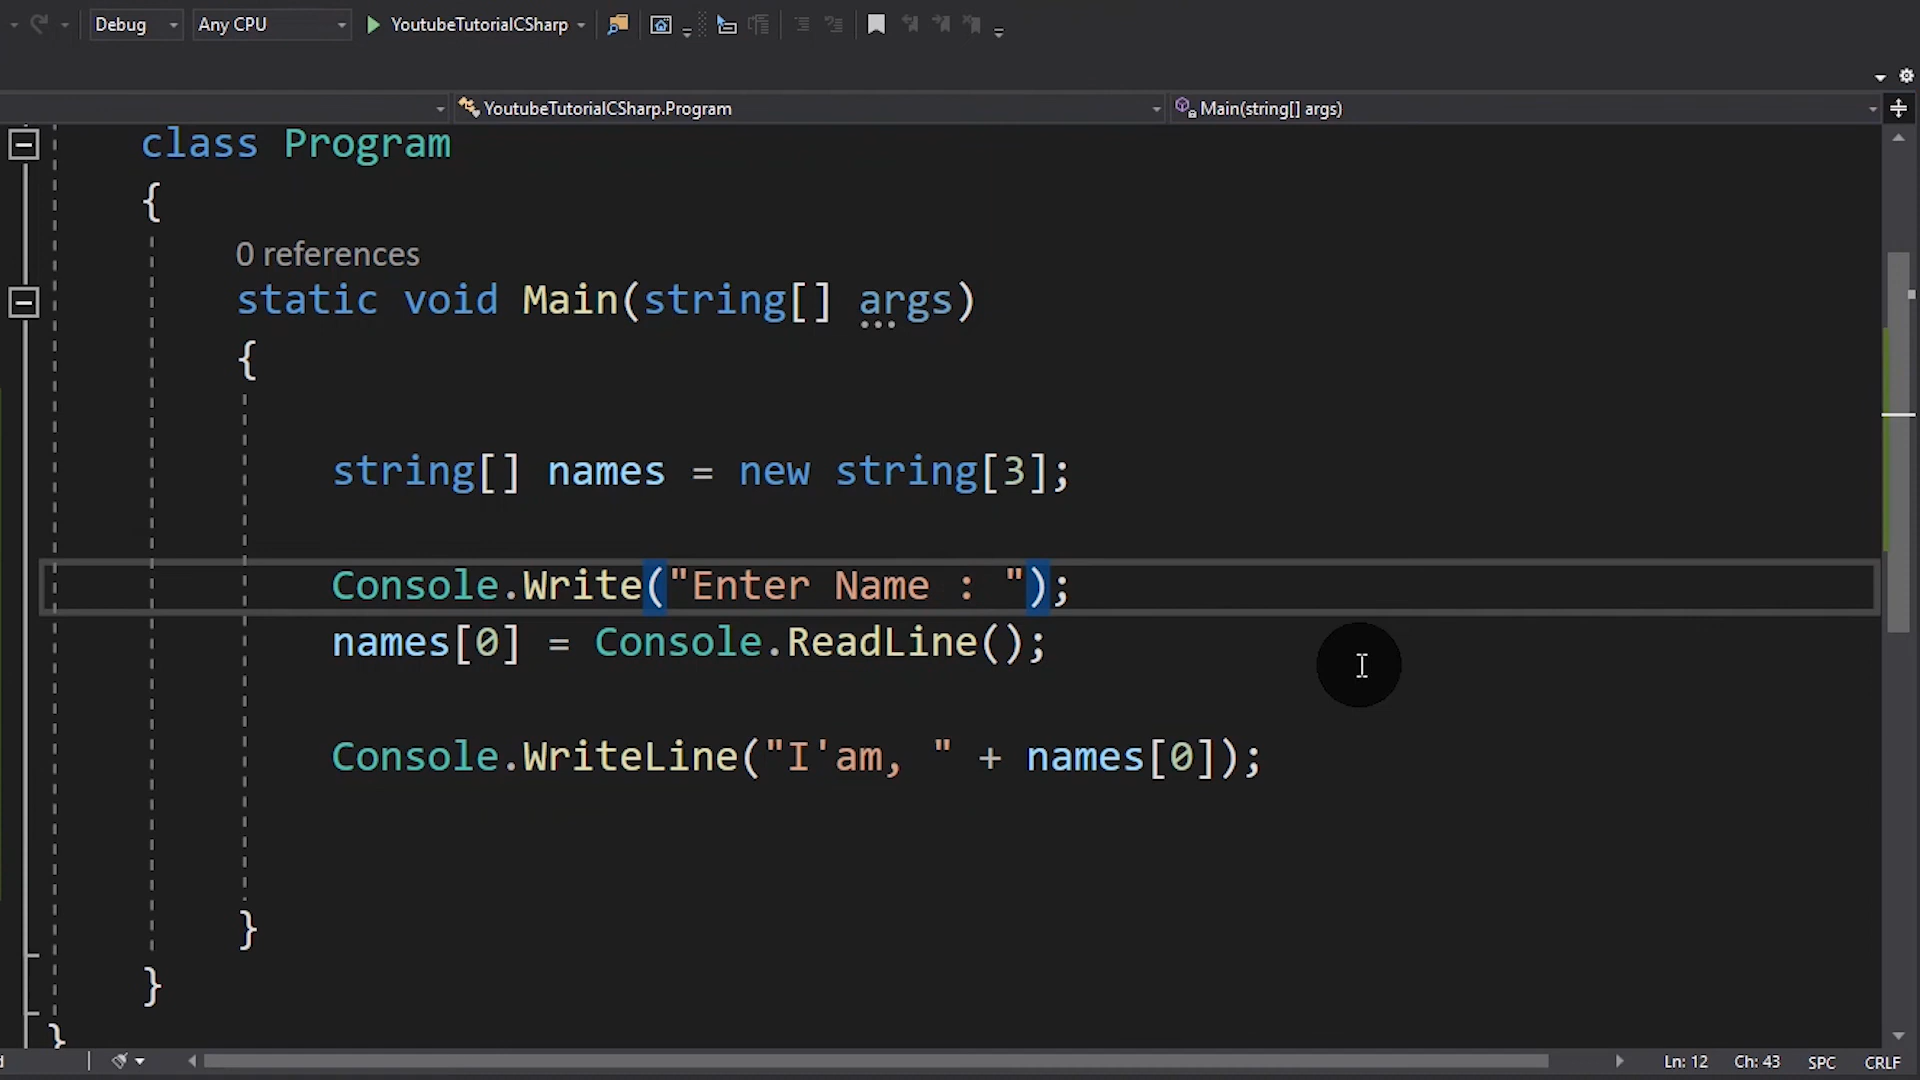 Debug Any CPU YoutubeTutorialCSharp
YoutubeTutorialCSharp.Program Main(string[] args)
class Program
{
0 references
static void Main(string[] args)
{
string[] names = new string[3];
Console.Write("Enter Name : ");
names[0] = Console.ReadLine();
Console.WriteLine("I'am, " + names[0]);
}
}
}
Ln: 12 Ch: 43 SPC CRLF